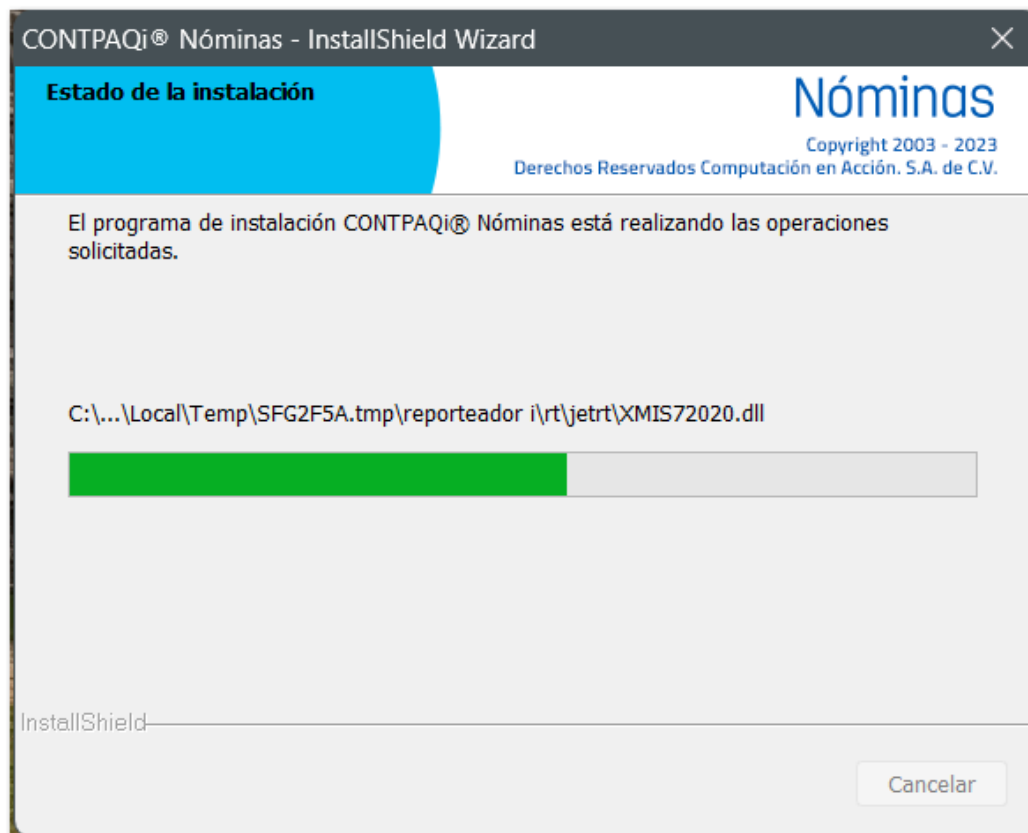 CONTPAQi® Nóminas - InstallShield Wizard
Estado de la instalación
Nóminas
Copyright 2003 - 2023
Derechos Reservados Computación en Acción. S.A. de C.V.
El programa de instalación CONTPAQi® Nóminas está realizando las operaciones
solicitadas.
C:\...\Local\Temp\SFG2F5A.tmp\reporteador i\rt\jetrt\XMIS72020.dll
InstallShield
Cancelar